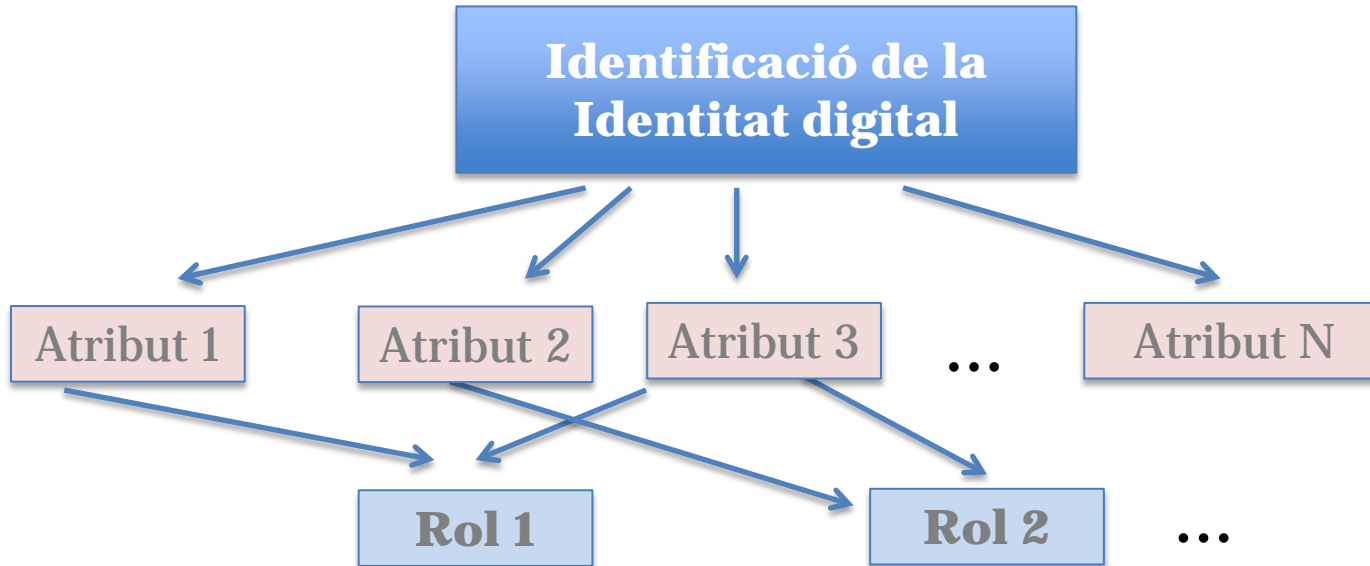 Identificació de la
Identitat digital
Atribut 1
Atribut 2
Atribut 3
...
Atribut N
Rol 1
Rol 2
...